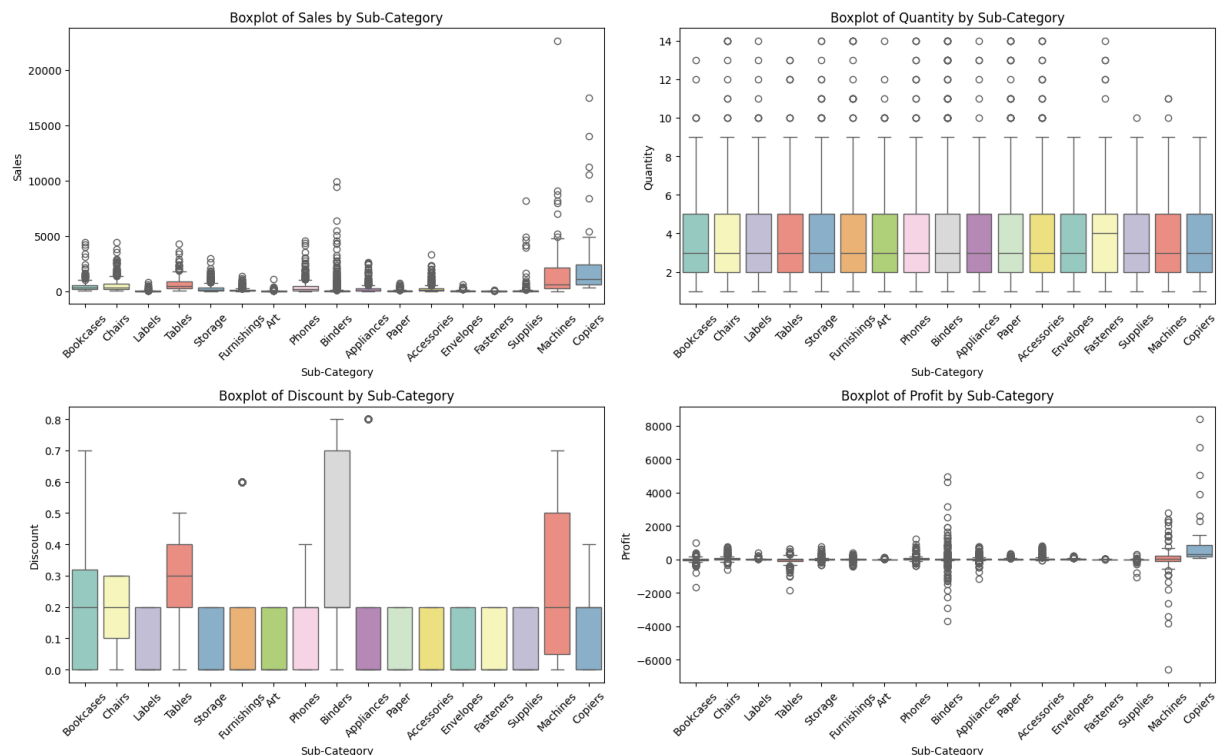 Boxplot of Sales by Sub-Category
20000
15000
10000
5000
0
Sales
Bookcases
Chairs
Labels
Tables
Storage
Furnishings
Art
Phones
Binders
Appliances
Paper
Accessories
Envelopes
Fasteners
Supplies
Machines
Copiers
Sub-Category
Boxplot of Quantity by Sub-Category
14
12
10
8
6
4
2
Quantity
Bookcases
Chairs
Labels
Tables
Storage
Furnishings
Art
Phones
Binders
Appliances
Paper
Accessories
Envelopes
Fasteners
Supplies
Machines
Copiers
Sub-Category
Boxplot of Discount by Sub-Category
0.8
0.7
0.6
0.5
0.4
0.3
0.2
0.1
0.0
Discount
Bookcases
Chairs
Labels
Tables
Storage
Furnishings
Art
Phones
Binders
Appliances
Paper
Accessories
Envelopes
Fasteners
Supplies
Machines
Copiers
Sub-Category
Boxplot of Profit by Sub-Category
8000
6000
4000
2000
0
−2000
−4000
−6000
Profit
Bookcases
Chairs
Labels
Tables
Storage
Furnishings
Art
Phones
Binders
Appliances
Paper
Accessories
Envelopes
Fasteners
Supplies
Machines
Copiers
Sub-Category